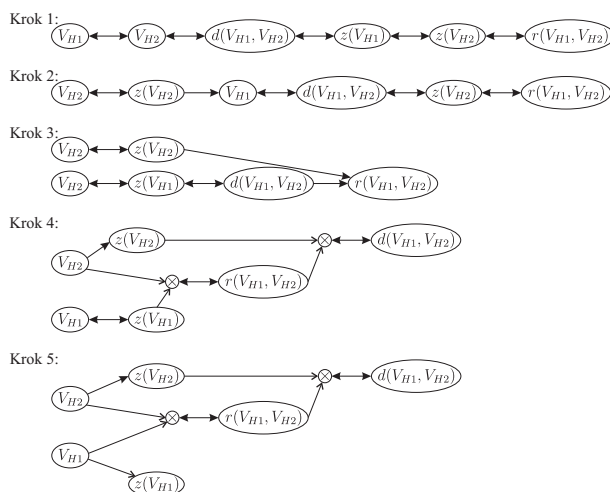 Krok 1:
V_{H1} V_{H2} d(V_{H1}, V_{H2}) z(V_{H1}) z(V_{H2}) r(V_{H1}, V_{H2})
Krok 2:
V_{H2} z(V_{H2}) V_{H1} d(V_{H1}, V_{H2}) z(V_{H2}) r(V_{H1}, V_{H2})
Krok 3:
V_{H2} z(V_{H2})
V_{H2} z(V_{H1}) d(V_{H1}, V_{H2}) r(V_{H1}, V_{H2})
Krok 4:
z(V_{H2}) ⊗ d(V_{H1}, V_{H2})
V_{H2}
⊗ r(V_{H1}, V_{H2})
V_{H1} z(V_{H1})
Krok 5:
z(V_{H2}) ⊗ d(V_{H1}, V_{H2})
V_{H2}
⊗ r(V_{H1}, V_{H2})
V_{H1}
z(V_{H1})